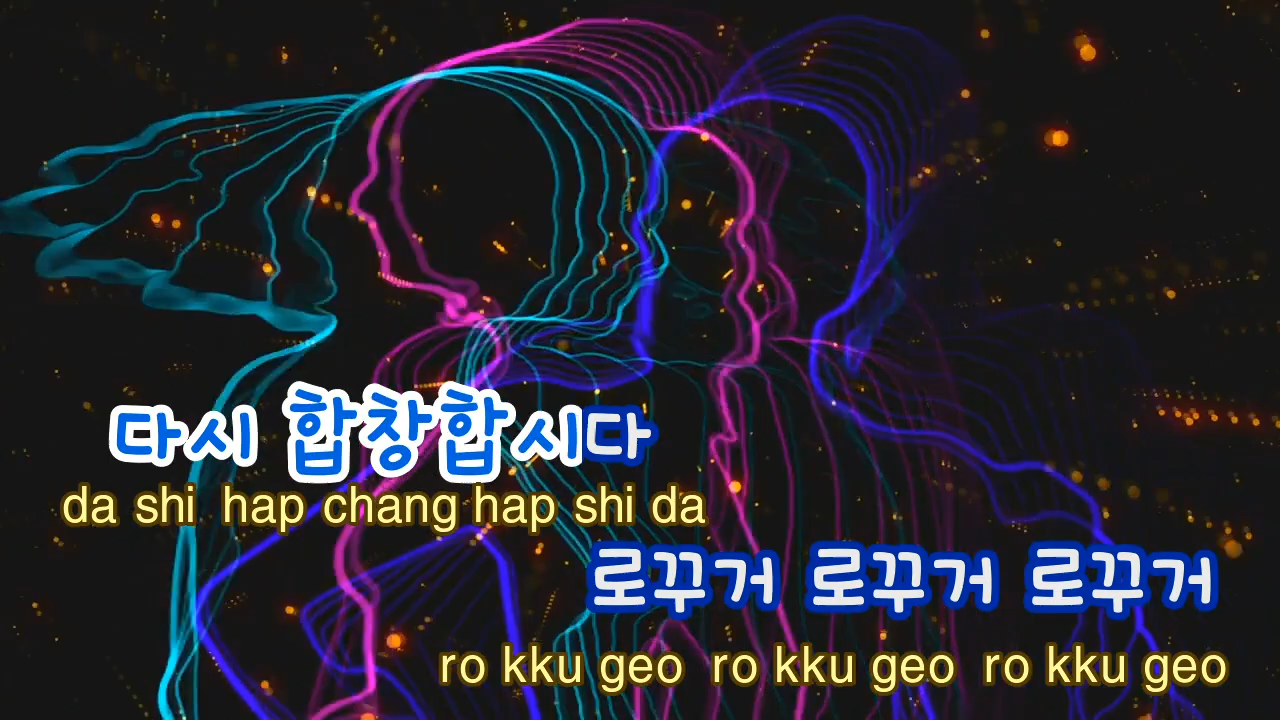 다시 합창합시다
da shi hap chang hap shi da
로꾸거 로꾸거 로꾸거
ro kku geo ro kku geo ro kku geo